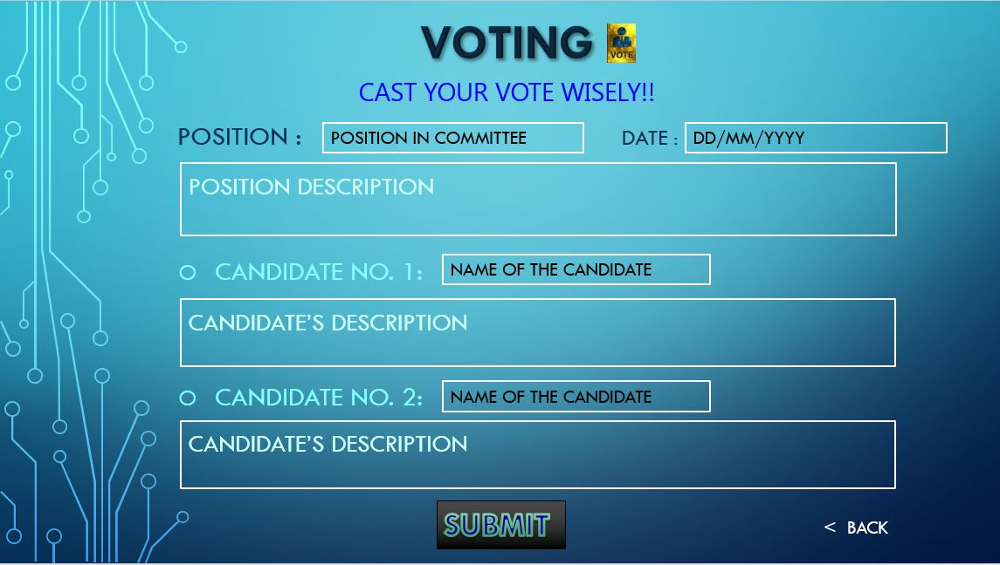 VOTING
VOTE
CAST YOUR VOTE WISELY!!
POSITION : POSITION IN COMMITTEE DATE : DD/MM/YYYY
POSITION DESCRIPTION
CANDIDATE NO. 1: NAME OF THE CANDIDATE
CANDIDATE’S DESCRIPTION
CANDIDATE NO. 2: NAME OF THE CANDIDATE
CANDIDATE’S DESCRIPTION
SUBMIT
< BACK